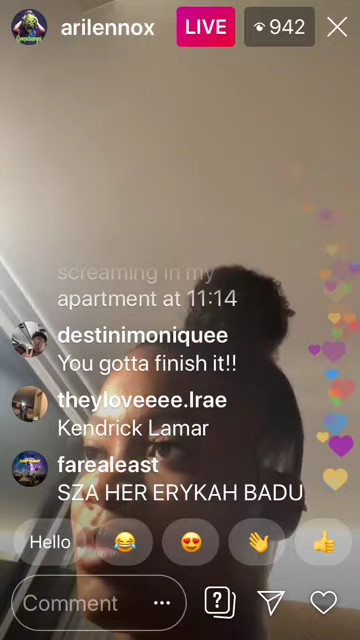 arilennox
LIVE
942
screaming in my
apartment at 11:14
destinimoniquee
You gotta finish it!!
theyloveeee.lrae
Kendrick Lamar
farealeast
SZA HER ERYKAH BADU
Hello
Comment